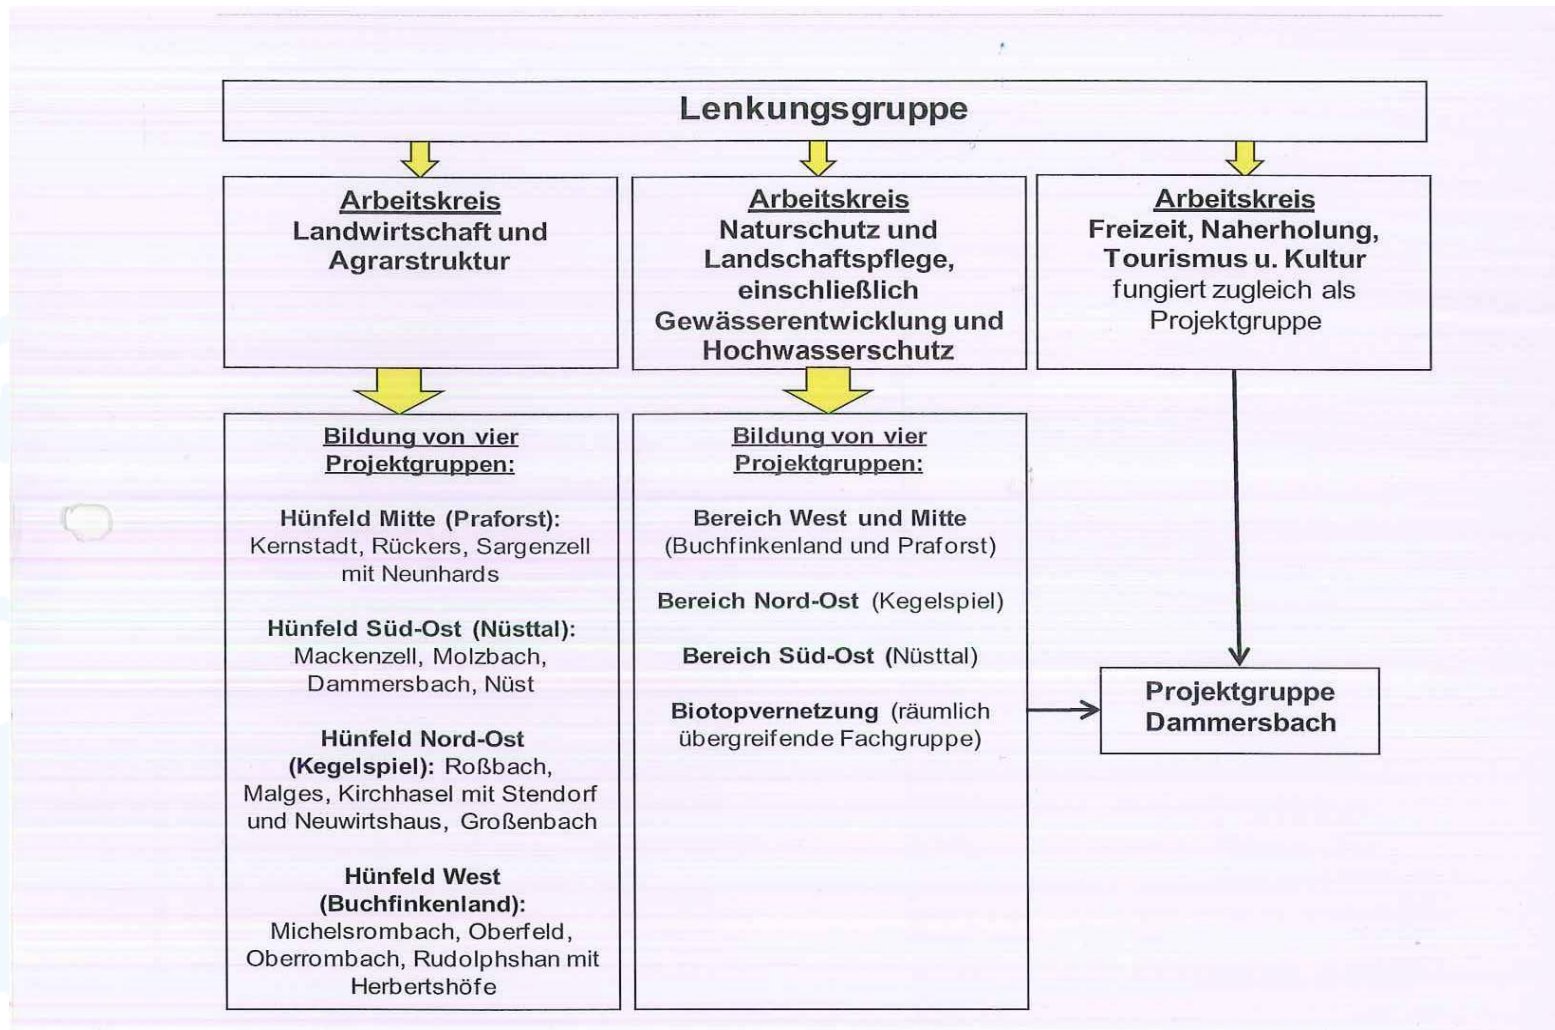 Lenkungsgruppe
Arbeitskreis
Landwirtschaft und
Agrarstruktur
Arbeitskreis
Naturschutz und
Landschaftspflege,
einschließlich
Gewässerentwicklung und
Hochwasserschutz
Arbeitskreis
Freizeit, Naherholung,
Tourismus u. Kultur
fungiert zugleich als
Projektgruppe
Bildung von vier
Projektgruppen:
Hünfeld Mitte (Praforst):
Kernstadt, Rückers, Sargenzell
mit Neunhards
Hünfeld Süd-Ost (Nüsttal):
Mackenzell, Molzbach,
Dammersbach, Nüst
Hünfeld Nord-Ost
(Kegelspiel): Roßbach,
Malges, Kirchhasel mit Stendorf
und Neuwirtshaus, Großenbach
Hünfeld West
(Buchfinkenland):
Michelsrombach, Oberfeld,
Oberrombach, Rudolphshan mit
Herbertshöfe
Bildung von vier
Projektgruppen:
Bereich West und Mitte
(Buchfinkenland und Praforst)
Bereich Nord-Ost (Kegelspiel)
Bereich Süd-Ost (Nüsttal)
Biotopvernetzung (räumlich
übergreifende Fachgruppe)
Projektgruppe
Dammersbach